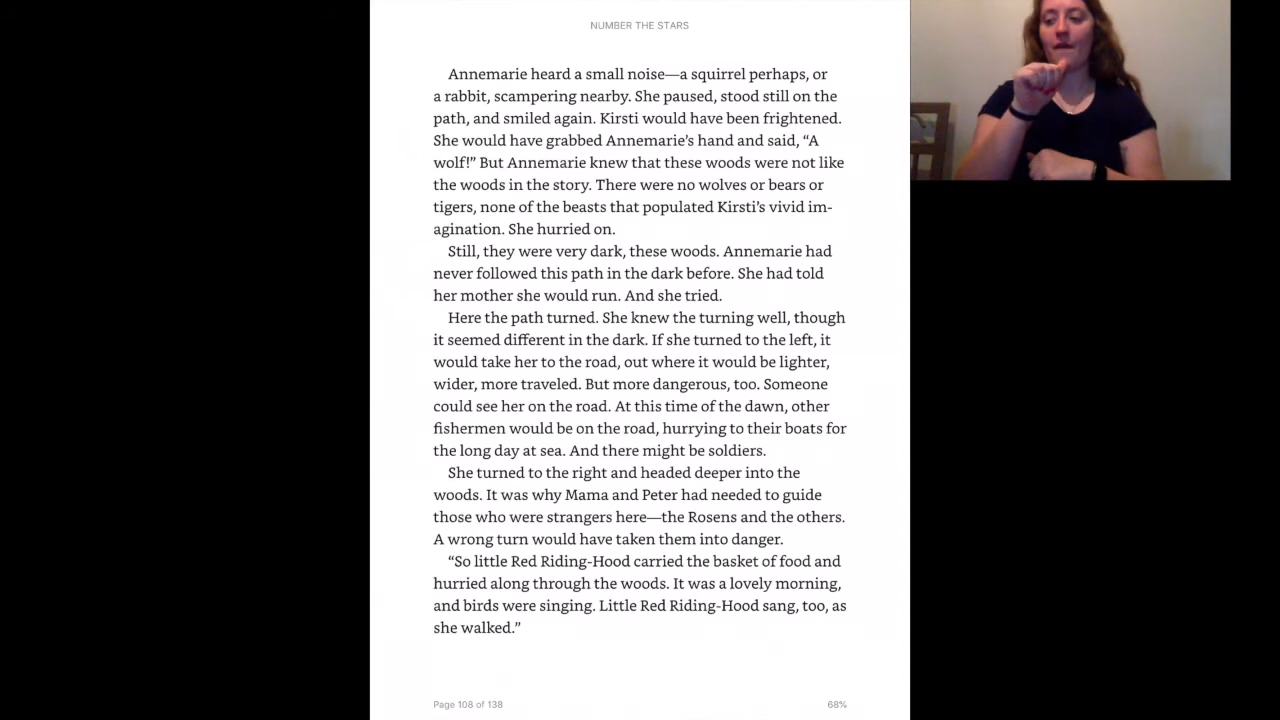 NUMBER THE STARS
Annemarie heard a small noise—a squirrel perhaps, or
a rabbit, scampering nearby. She paused, stood still on the
path, and smiled again. Kirsti would have been frightened.
She would have grabbed Annemarie’s hand and said, “A
wolf!” But Annemarie knew that these woods were not like
the woods in the story. There were no wolves or bears or
tigers, none of the beasts that populated Kirsti’s vivid im-
agination. She hurried on.
Still, they were very dark, these woods. Annemarie had
never followed this path in the dark before. She had told
her mother she would run. And she tried.
Here the path turned. She knew the turning well, though
it seemed different in the dark. If she turned to the left, it
would take her to the road, out where it would be lighter,
wider, more traveled. But more dangerous, too. Someone
could see her on the road. At this time of the dawn, other
fishermen would be on the road, hurrying to their boats for
the long day at sea. And there might be soldiers.
She turned to the right and headed deeper into the
woods. It was why Mama and Peter had needed to guide
those who were strangers here—the Rosens and the others.
A wrong turn would have taken them into danger.
“So little Red Riding-Hood carried the basket of food and
hurried along through the woods. It was a lovely morning,
and birds were singing. Little Red Riding-Hood sang, too, as
she walked.”
Page 108 of 138
68%